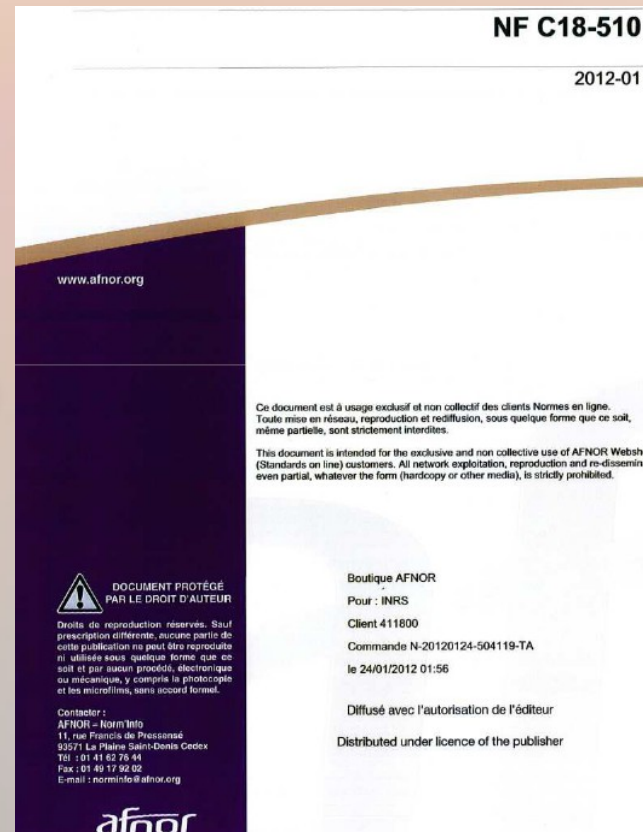 NF C18-510
2012-01
www.afnor.org
Ce document est à usage exclusif et non collectif des clients Normes en ligne.
Toute mise en réseau, reproduction et rediffusion, sous quelque forme que ce soit,
même partielle, sont strictement interdites.
This document is intended for the exclusive and non collective use of AFNOR Websh
(Standards on line) customers. All network exploitation, reproduction and re-dissemin
even partial, whatever the form (hardcopy or other media), is strictly prohibited.
DOCUMENT PROTÉGÉ
PAR LE DROIT D'AUTEUR
Droits de reproduction réservés. Sauf
prescription différente, aucune partie de
cette publication ne peut être reproduite
ni utilisée sous quelque forme que ce
soit et par aucun procédé, électronique
ou mécanique, y compris la photocopie
et les microfilms, sans accord formel.
Contacter :
AFNOR – Norm'Info
11, rue Francis de Pressensé
93571 La Plaine Saint-Denis Cedex
Tél : 01 41 62 76 44
Fax : 01 49 17 92 02
E-mail : norminfo@afnor.org
afnor
Boutique AFNOR
Pour : INRS
Client 411800
Commande N-20120124-504119-TA
le 24/01/2012 01:56
Diffusé avec l'autorisation de l'éditeur
Distributed under licence of the publisher